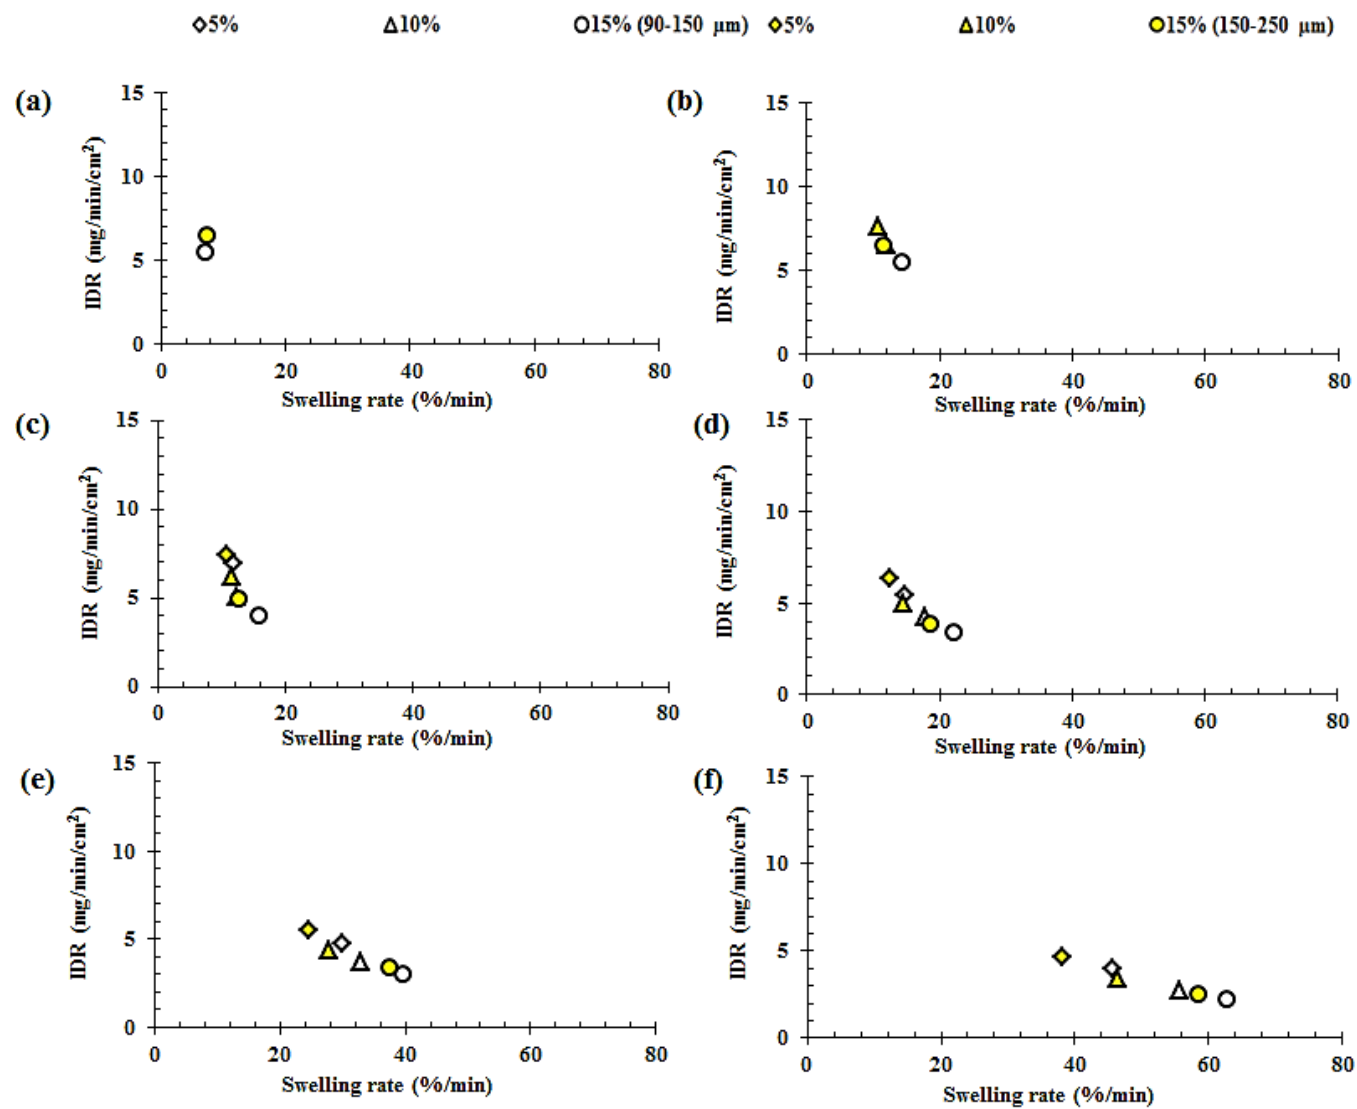 5% 10% 15% (90-150 µm) 5% 10% 15% (150-250 µm)
(a)
15
10
5
0
IDR (mg/min/cm²)
0 20 40 60 80
Swelling rate (%/min)
(b)
15
10
5
0
IDR (mg/min/cm²)
0 20 40 60 80
Swelling rate (%/min)
(c)
15
10
5
0
IDR (mg/min/cm²)
0 20 40 60 80
Swelling rate (%/min)
(d)
15
10
5
0
IDR (mg/min/cm²)
0 20 40 60 80
Swelling rate (%/min)
(e)
15
10
5
0
IDR (mg/min/cm²)
0 20 40 60 80
Swelling rate (%/min)
(f)
15
10
5
0
IDR (mg/min/cm²)
0 20 40 60 80
Swelling rate (%/min)